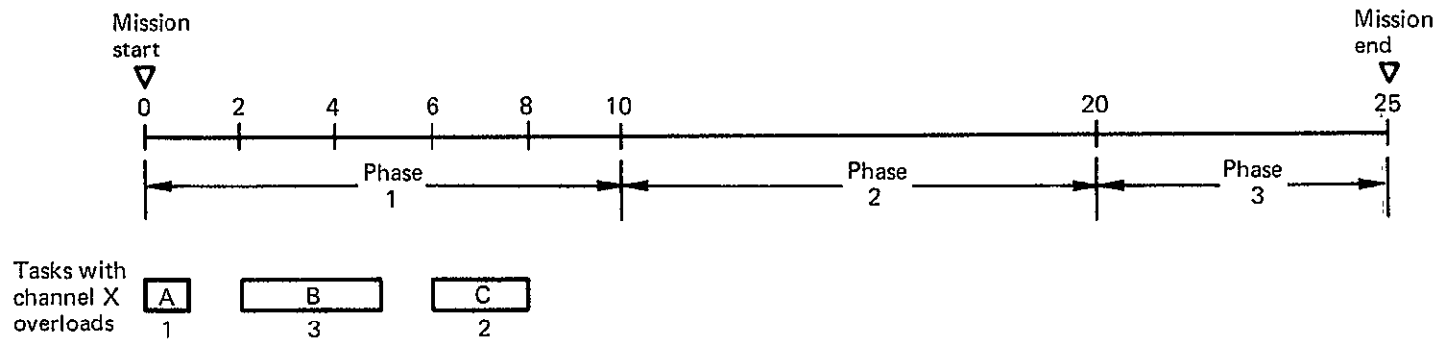 Mission
start
Mission
end
0 2 4 6 8 10 20 25
Phase
1
Phase
2
Phase
3
Tasks with
channel X
overloads
A B C
1 3 2